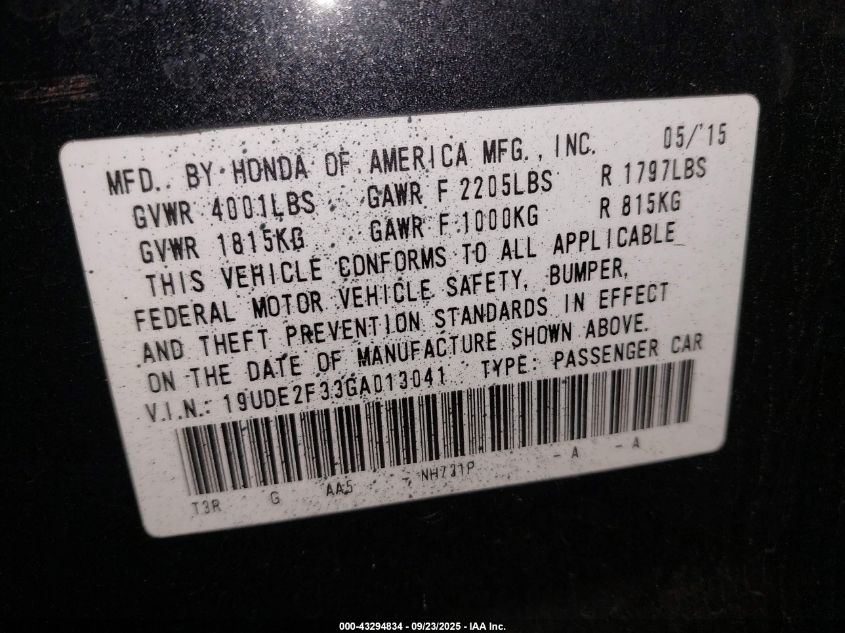 MFD. BY HONDA OF AMERICA MFG., INC. 05/'15
GVWR 4001LBS GAWR F 2205LBS R 1797LBS
GVWR 1815KG GAWR F 1000KG R 815KG
THIS VEHICLE CONFORMS TO ALL APPLICABLE
FEDERAL MOTOR VEHICLE SAFETY, BUMPER,
AND THEFT PREVENTION STANDARDS IN EFFECT
ON THE DATE OF MANUFACTURE SHOWN ABOVE.
V.I.N.: 19UDE2F33GA013041 TYPE: PASSENGER CAR
T3R G AA5 - NH731P - A - A
000-43294834 - 09/23/2025 - IAA Inc.